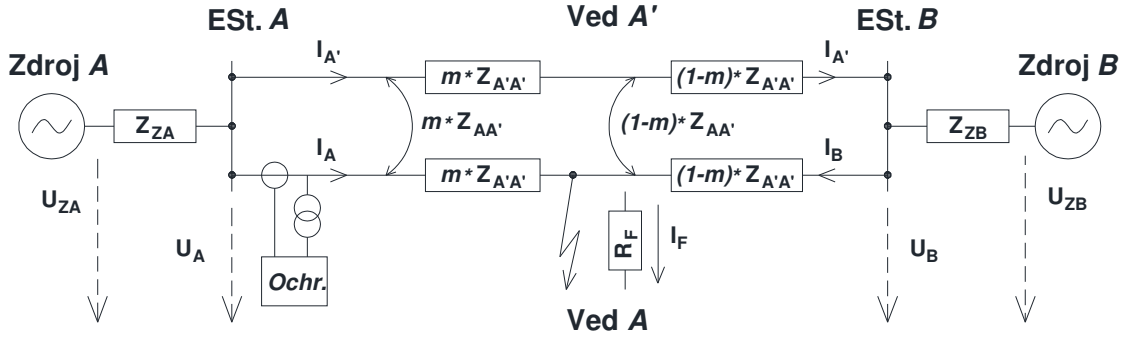 ESt. A Ved A' ESt. B
Zdroj A I_A' I_A' Zdroj B
m* Z_A'A' (1-m)* Z_A'A'
Z_ZA m* Z_AA' (1-m)* Z_AA' Z_ZB
I_A I_B
m* Z_A'A' (1-m)* Z_A'A'
U_ZA U_ZB
U_A R_F I_F U_B
Ochr.
Ved A